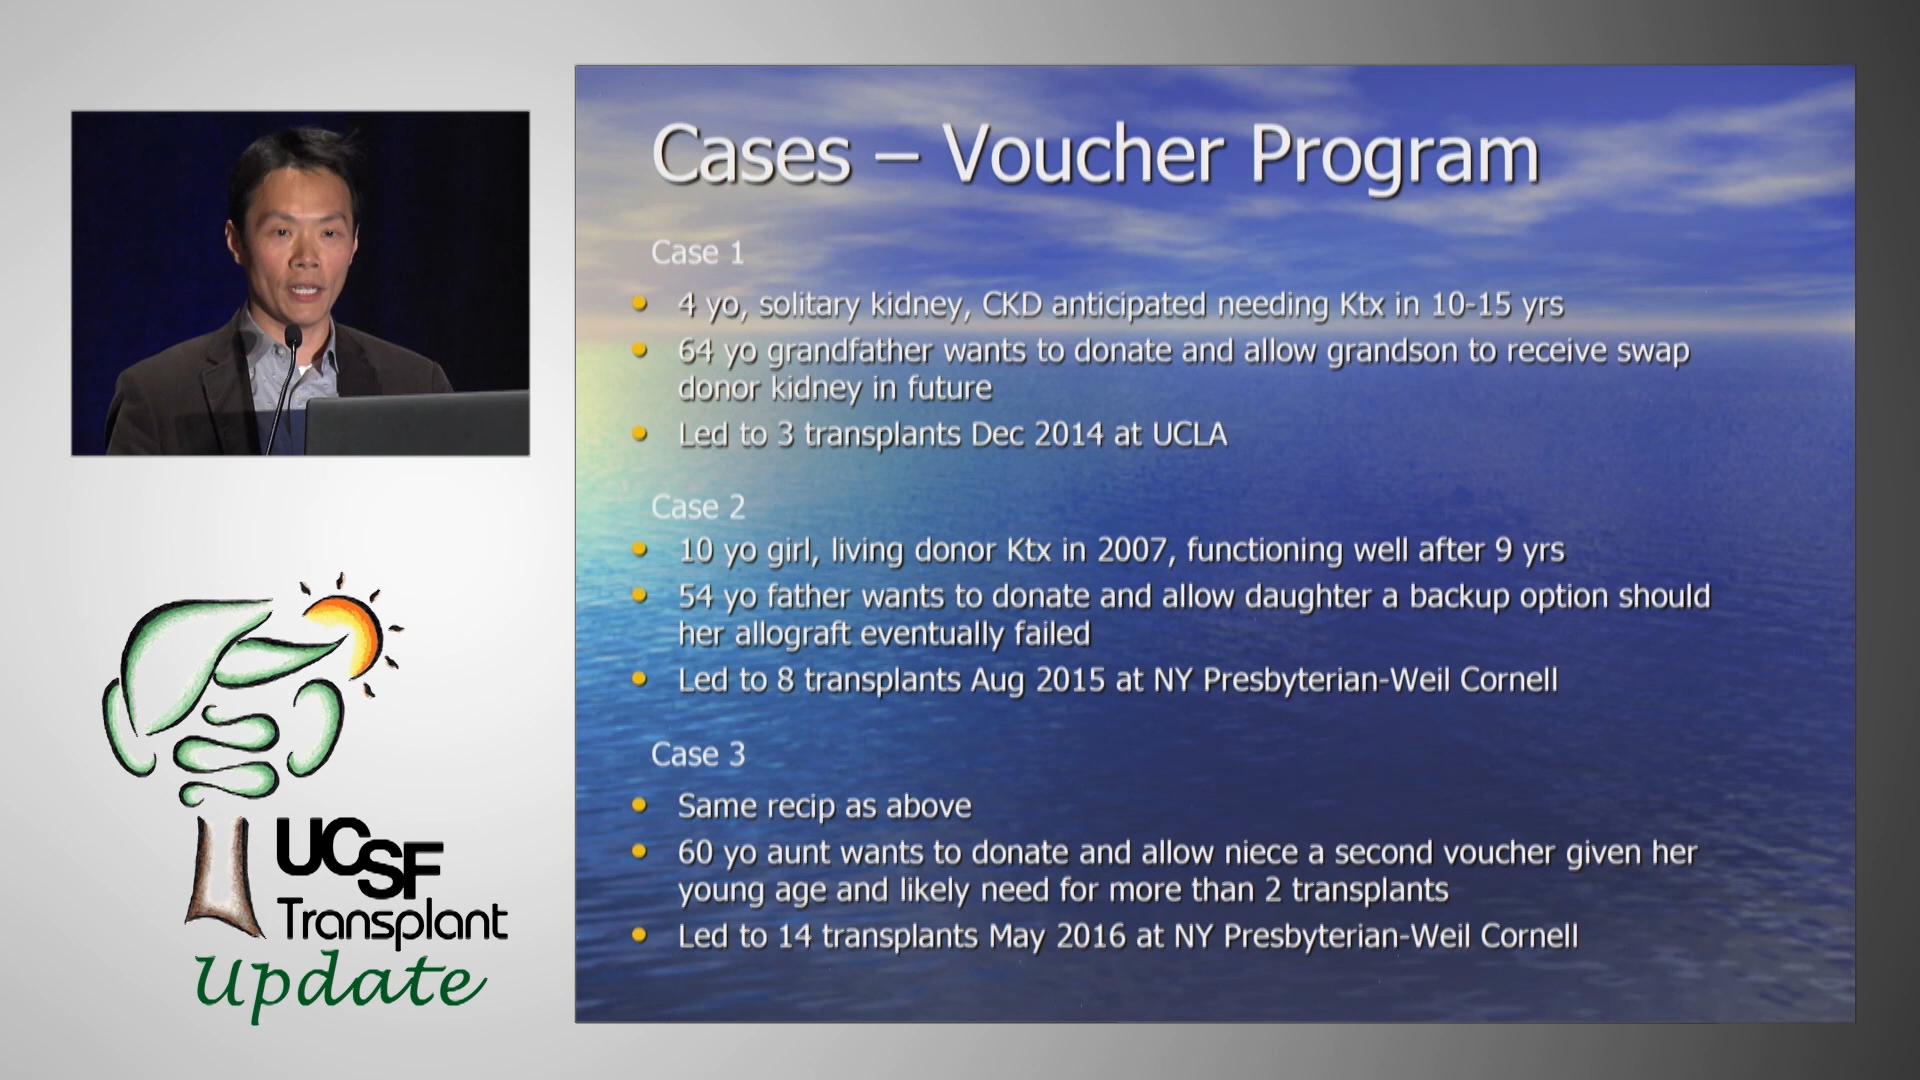 Cases – Voucher Program
Case 1
4 yo, solitary kidney, CKD anticipated needing Ktx in 10-15 yrs
64 yo grandfather wants to donate and allow grandson to receive swap
donor kidney in future
Led to 3 transplants Dec 2014 at UCLA
Case 2
10 yo girl, living donor Ktx in 2007, functioning well after 9 yrs
54 yo father wants to donate and allow daughter a backup option should
her allograft eventually failed
Led to 8 transplants Aug 2015 at NY Presbyterian-Weil Cornell
Case 3
Same recip as above
60 yo aunt wants to donate and allow niece a second voucher given her
young age and likely need for more than 2 transplants
Led to 14 transplants May 2016 at NY Presbyterian-Weil Cornell
UCSF
Transplant
Update